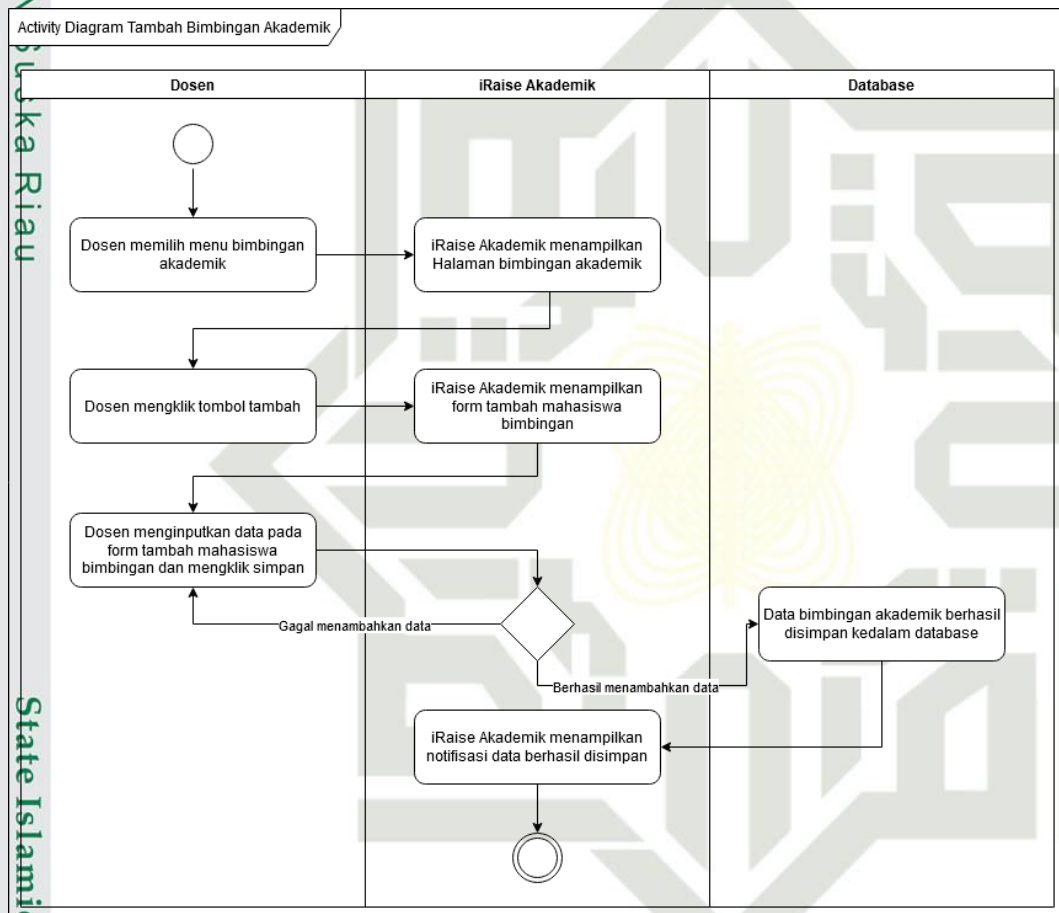 Activity Diagram Tambah Bimbingan Akademik
Dosen
iRaise Akademik
Database
Dosen memilih menu bimbingan
akademik
iRaise Akademik menampilkan
Halaman bimbingan akademik
Dosen mengklik tombol tambah
iRaise Akademik menampilkan
form tambah mahasiswa
bimbingan
Dosen menginputkan data pada
form tambah mahasiswa
bimbingan dan mengklik simpan
Gagal menambahkan data
Data bimbingan akademik berhasil
disimpan kedalam database
Berhasil menambahkan data
iRaise Akademik menampilkan
notifisasi data berhasil disimpan
Suska Riau
State Islamic